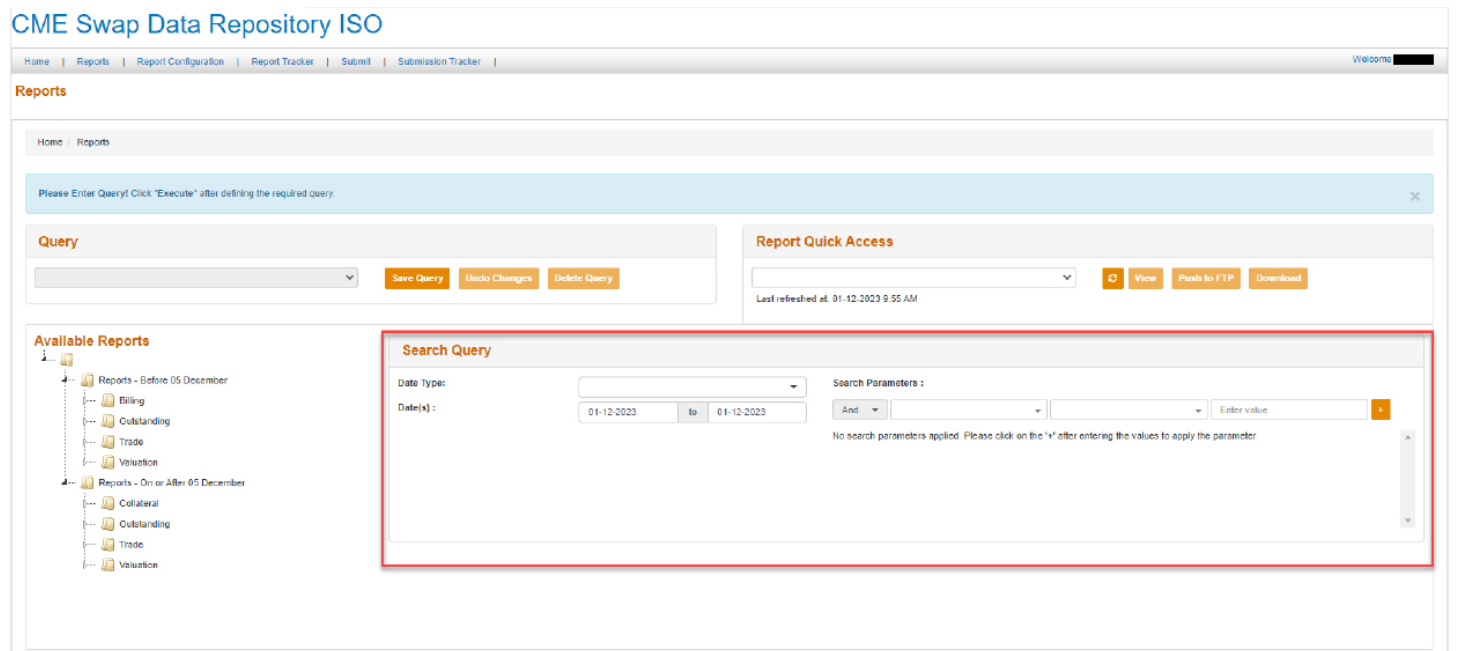 CME Swap Data Repository ISO
Home | Reports | Report Configuration | Report Tracker | Submit | Submission Tracker |
Welcome
Reports
Home / Reports
Please Enter Query! Click "Execute" after defining the required query.
×
Query
Save Query Undo Changes Delete Query
Report Quick Access
View Push to FTP Download
Last refreshed at: 01-12-2023 9:55 AM
Available Reports
Reports - Before 05 December
Billing
Outstanding
Trade
Valuation
Reports - On or After 05 December
Collateral
Outstanding
Trade
Valuation
Search Query
Date Type:
Date(s) :
01-12-2023 to 01-12-2023
Search Parameters :
And Enter value +
No search parameters applied. Please click on the '+' after entering the values to apply the parameter